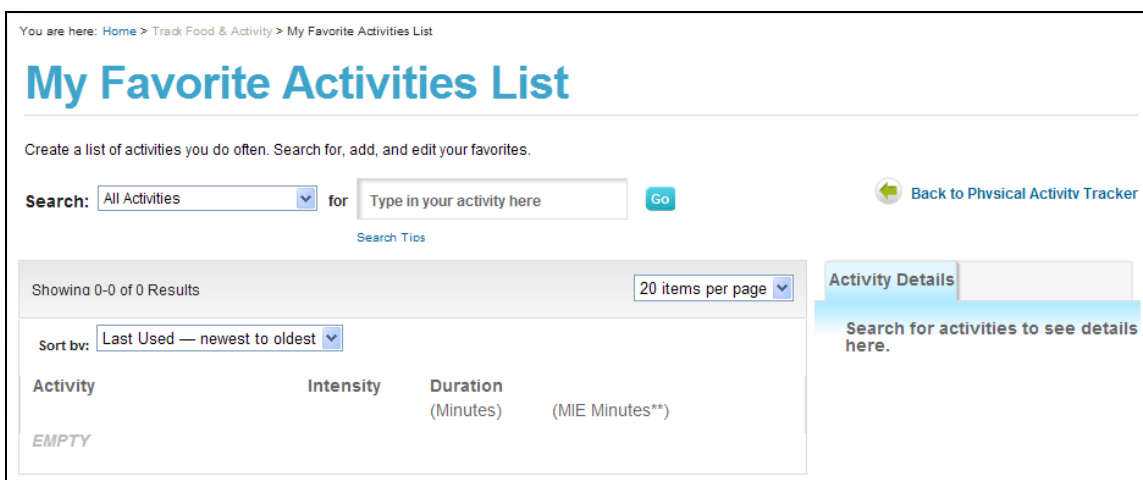 You are here: Home > Track Food & Activity > My Favorite Activities List
My Favorite Activities List
Create a list of activities you do often. Search for, add, and edit your favorites.
Search: All Activities for Type in your activity here Go
Back to Physical Activity Tracker
Search Tips
Showing 0-0 of 0 Results 20 items per page
Activity Details
Search for activities to see details
here.
Sort by: Last Used — newest to oldest
Activity Intensity Duration
(Minutes) (MIE Minutes**)
EMPTY